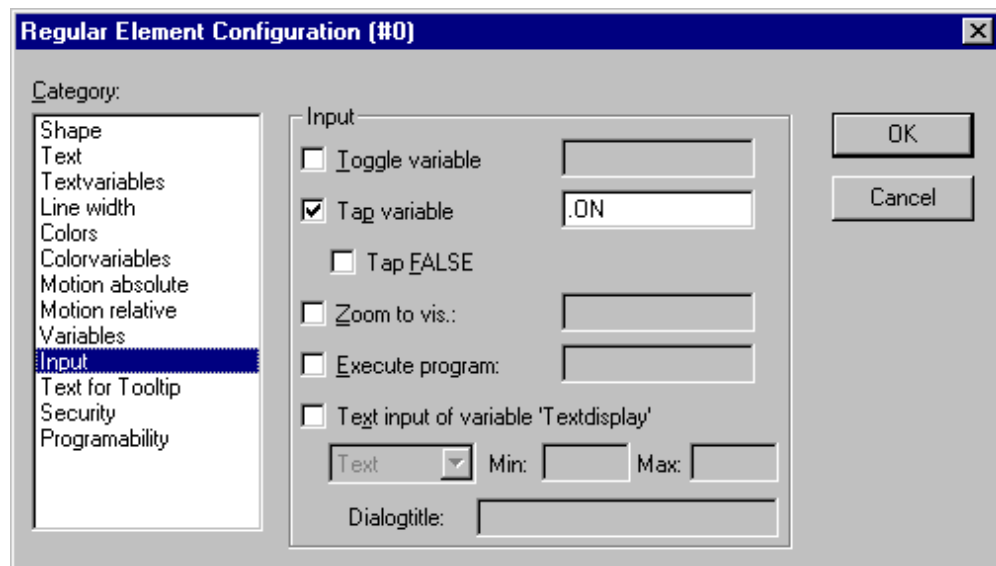 Regular Element Configuration (#0)
Category:
Shape
Text
Textvariables
Line width
Colors
Colorvariables
Motion absolute
Motion relative
Variables
Input
Text for Tooltip
Security
Programability
Input
Toggle variable
Tap variable .ON
Tap FALSE
Zoom to vis.:
Execute program:
Text input of variable 'Textdisplay'
Text Min: Max:
Dialogtitle:
OK
Cancel